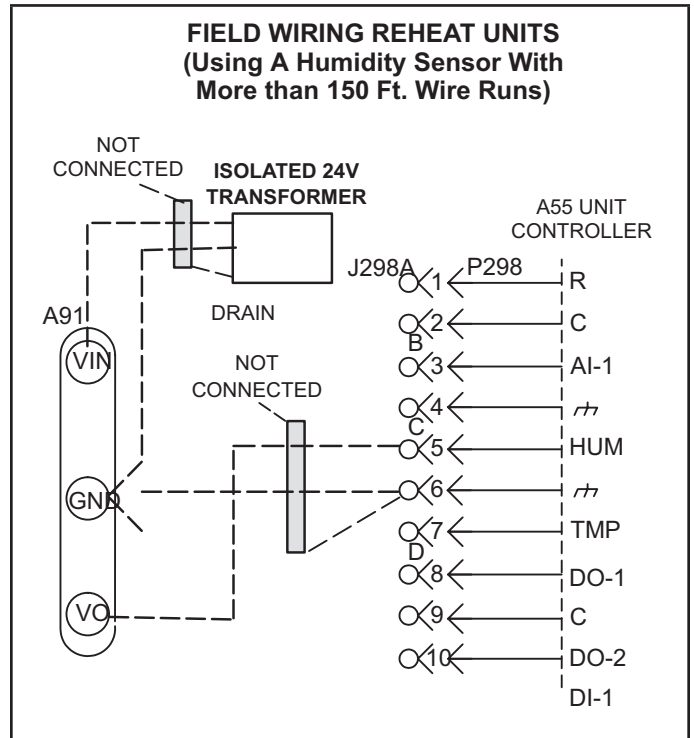 FIELD WIRING REHEAT UNITS
(Using A Humidity Sensor With
More than 150 Ft. Wire Runs)
NOT
CONNECTED
ISOLATED 24V
TRANSFORMER
A55 UNIT
CONTROLLER
J298A
P298
DRAIN
A91
VIN
GND
VO
NOT
CONNECTED
1 R
2 C
B
3 AI-1
4
C
5 HUM
6
7 TMP
D
8 DO-1
9 C
10 DO-2
DI-1